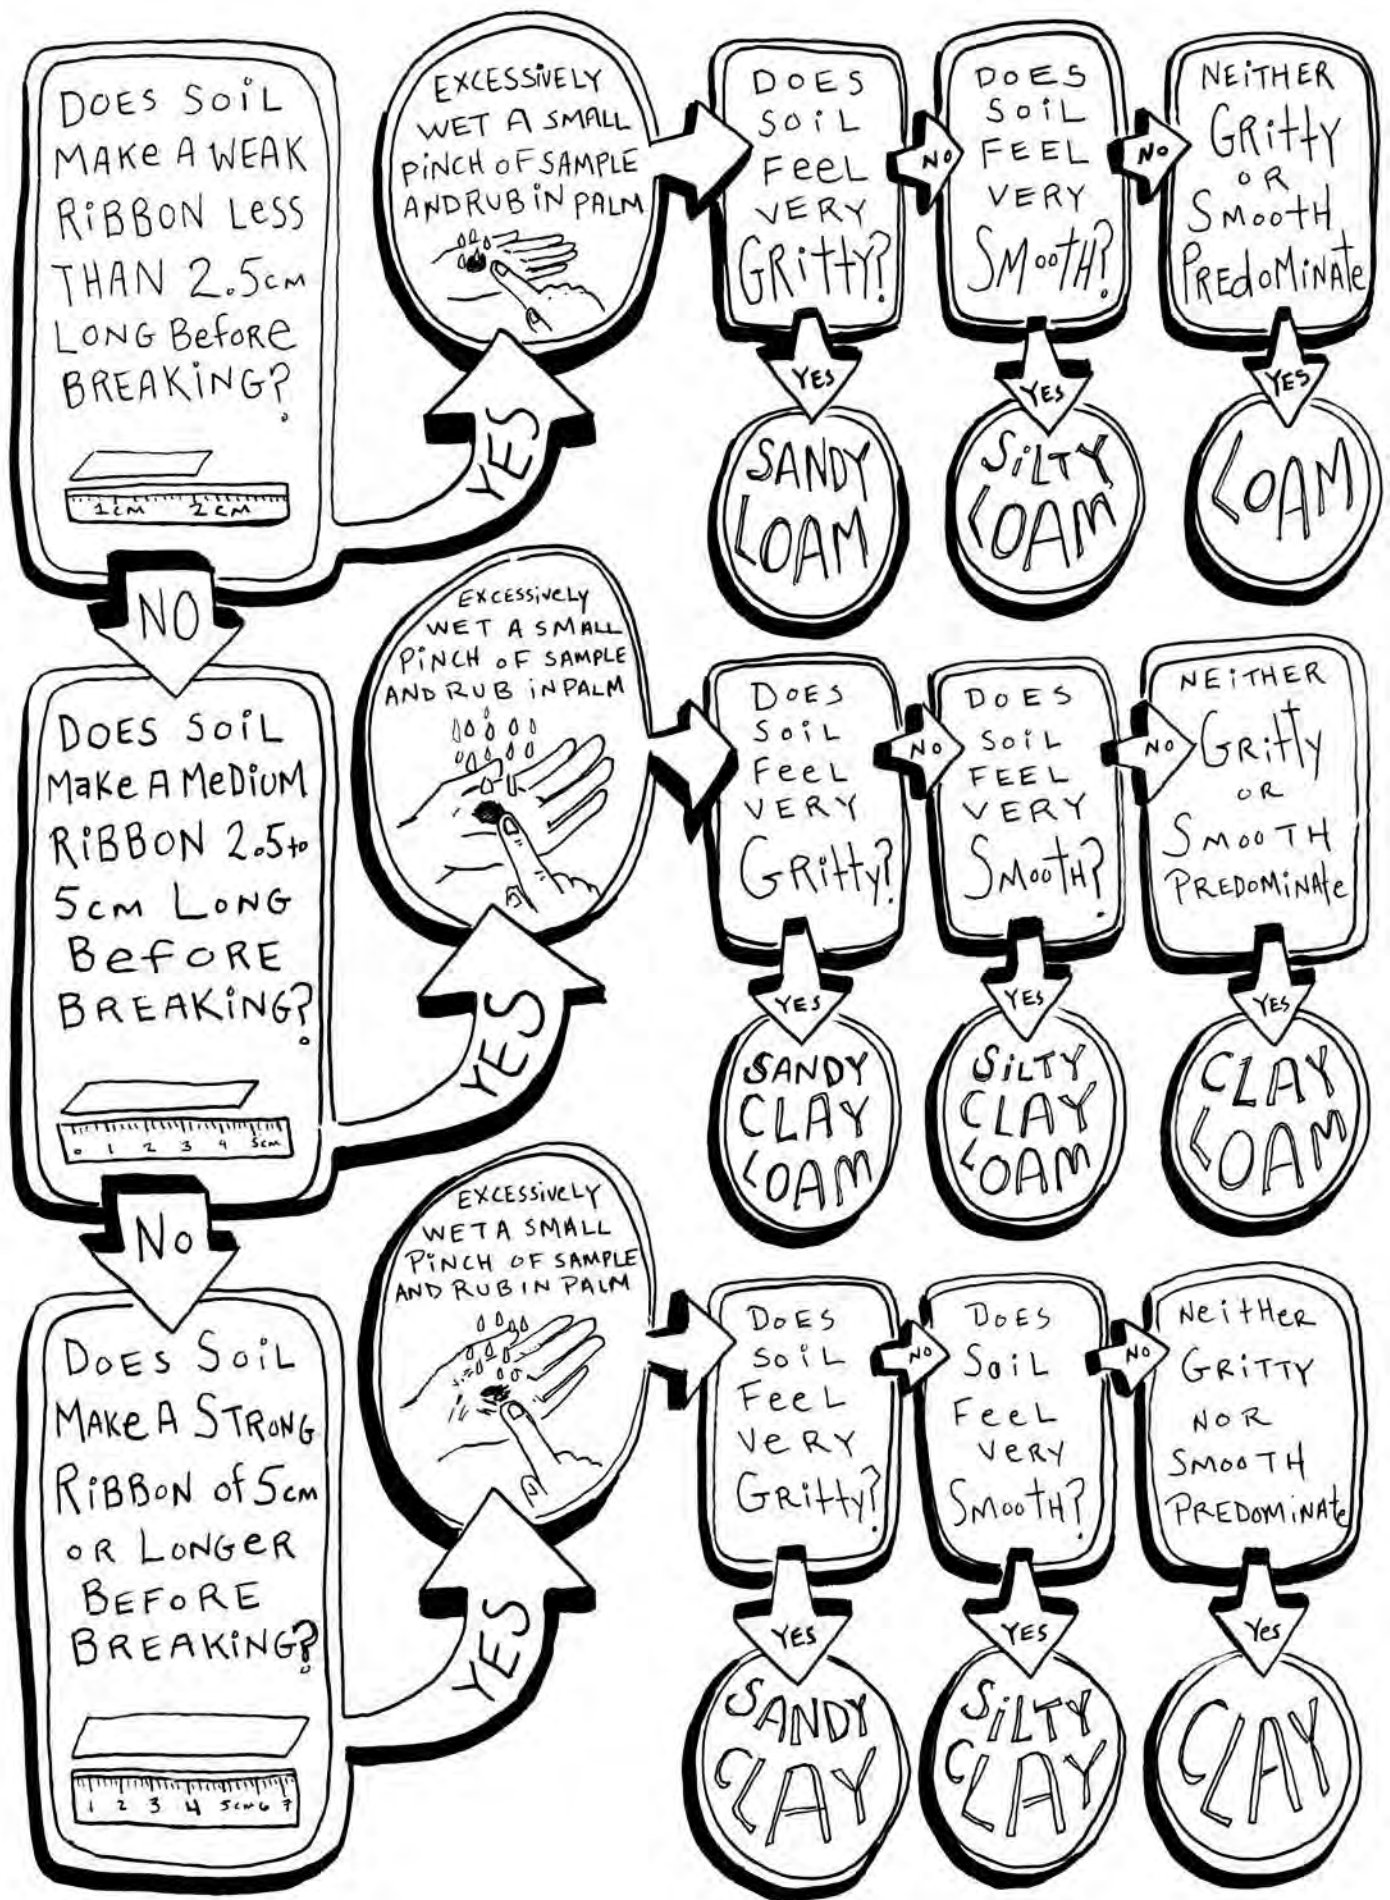 DOES SOiL
MAKe A WEAK
RiBBON LeSS
THAN 2.5cm
LONG BeFoRe
BREAKiNG?
1cM 2cM
YES
EXCESSiVELY
WET A SMALL
PiNCH OF SAMPLE
AND RUB iN PALM
DOES
SOiL
FeeL
VERY
GRitty?
NO
DOES
SOiL
FEEL
VERY
SMooTH?
NO
NEiTHER
GRitty
OR
SMootH
PREdoMiNAte
YES
SANDY
LOAM
YES
SiLTY
LOAM
YES
LOAM
NO
DOES SOiL
Make A MeDiUM
RiBBON 2.5 to
5cm LONG
BefORE
BREAKiNG?
0 1 2 3 4 5cm
YES
EXCESSiVeLY
WET A SMALL
PiNCH oF SAMPLE
AND RUB iN PALM
DOES
SOiL
FeeL
VERY
GRitty?
NO
DOES
SOiL
FEEL
VERY
SMooTH?
NO
NEiTHER
GRitty
OR
SMOOTH
PREDOMiNAte
YES
SANDY
CLAY
LOAM
YES
SiLTY
CLAY
LOAM
YES
CLAY
LOAM
No
DOES SOiL
MAKe A STRONG
RiBBON of 5cm
OR LONGeR
BEFORE
BREAKiNG?
1 2 3 4 5cm 6 7
YES
EXCESSiVeLY
WET A SMALL
PiNCH OF SAMPLE
AND RUB iN PALM
DoES
SOiL
FeeL
VeRY
GRitty?
NO
DoES
SOiL
FeeL
VeRY
SMooTH?
NO
NeitHeR
GRiTTY
NOR
SMOOTH
PREDOMiNAte
YES
SANDY
CLAY
YES
SiLTY
CLAY
Yes
CLAY